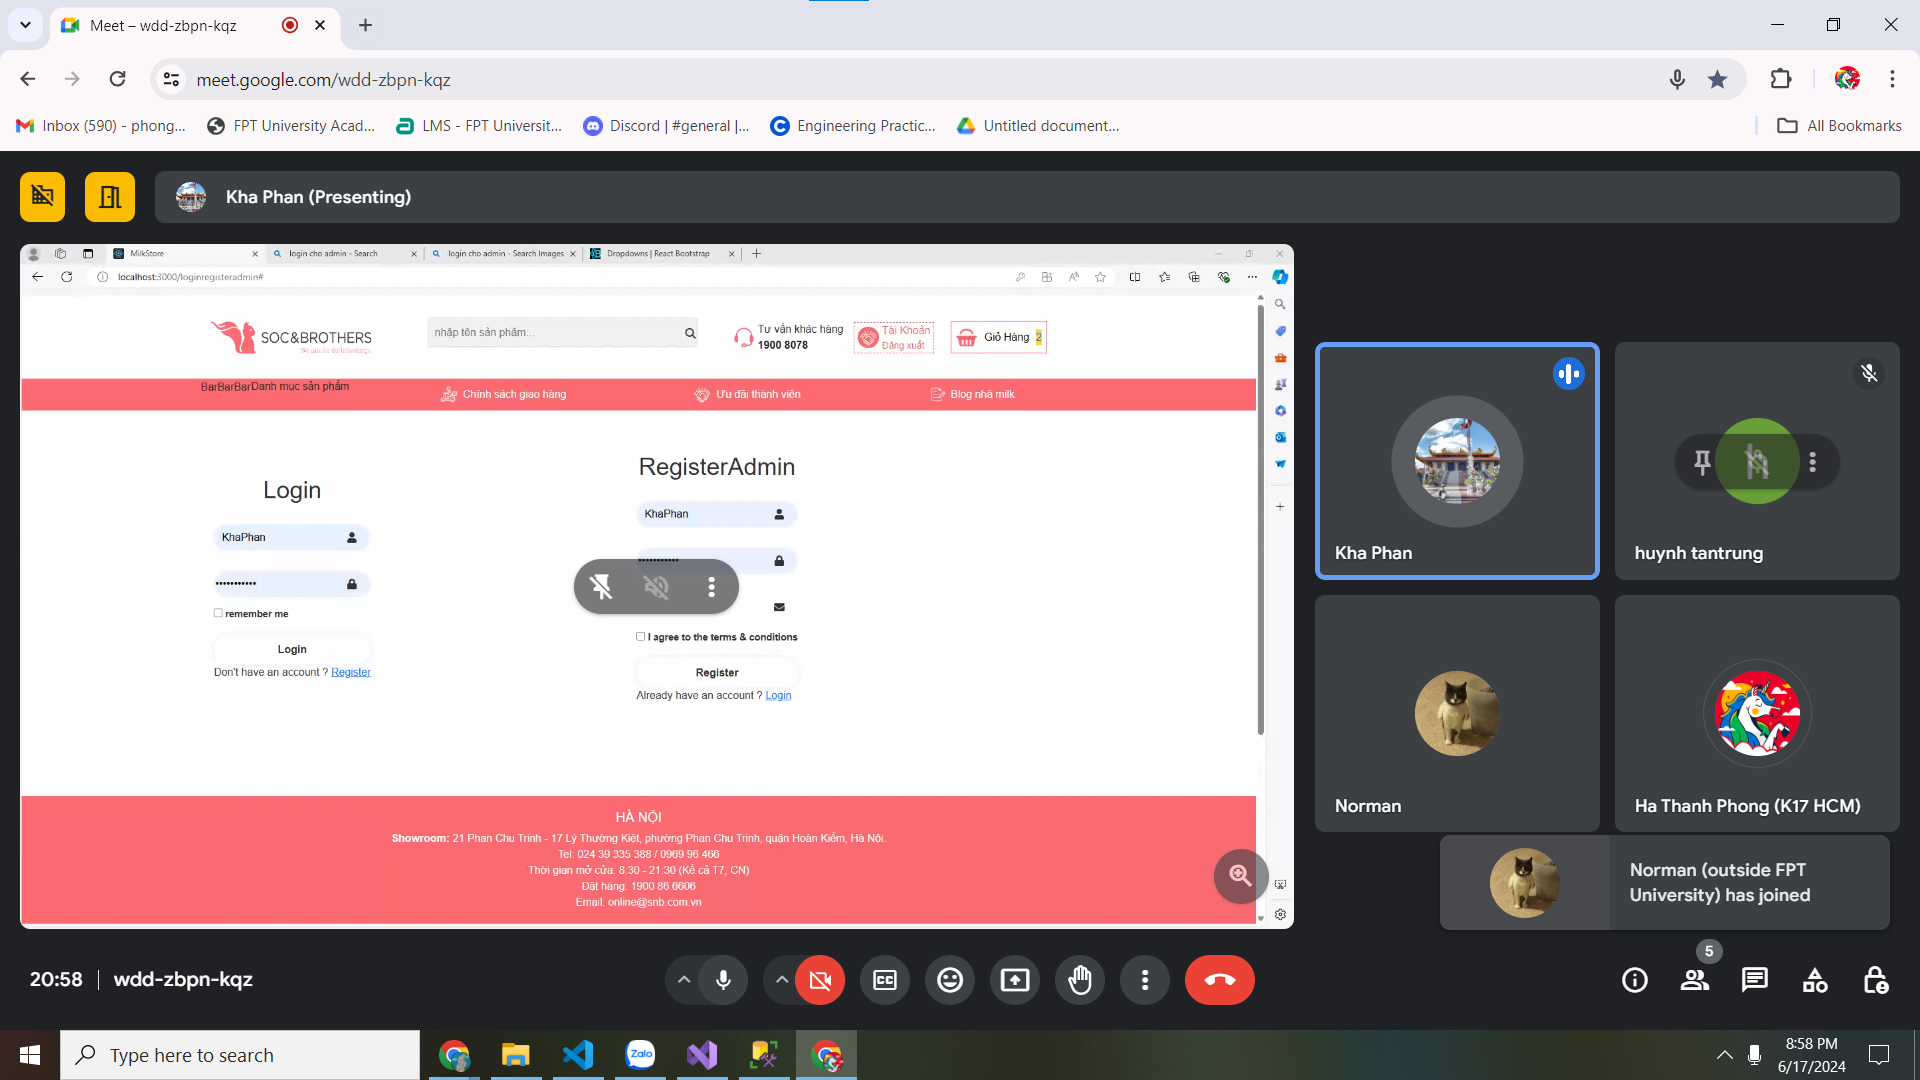 Meet – wdd-zbpn-kqz
meet.google.com/wdd-zbpn-kqz
Inbox (590) - phong...
FPT University Acad...
LMS - FPT Universit...
Discord | #general |...
Engineering Practic...
Untitled document...
All Bookmarks
Kha Phan (Presenting)
MilkStore
login cho admin - Search
login cho admin - Search Images
Dropdowns | React Bootstrap
localhost:3000/loginregisteradmin#
SOC&BROTHERS
nhập tên sản phẩm...
Tư vấn khác hàng
1900 8078
Tài Khoản
Đăng xuất
Giỏ Hàng 2
BarBarBarDanh mục sản phẩm
Chính sách giao hàng
Ưu đãi thành viên
Blog nhà milk
Login
KhaPhan
remember me
Login
Don't have an account ? Register
RegisterAdmin
KhaPhan
I agree to the terms & conditions
Register
Already have an account ? Login
HÀ NỘI
Showroom: 21 Phan Chu Trinh - 17 Lý Thường Kiệt, phường Phan Chu Trinh, quận Hoàn Kiếm, Hà Nội.
Tel: 024 39 335 388 / 0969 96 466
Thời gian mở cửa: 8:30 - 21:30 (Kể cả T7, CN)
Đặt hàng: 1900 86 6606
Email: online@snb.com.vn
Kha Phan
huynh tantrung
Norman
Ha Thanh Phong (K17 HCM)
Norman (outside FPT
University) has joined
20:58
wdd-zbpn-kqz
5
Type here to search
Zalo
8:58 PM
6/17/2024